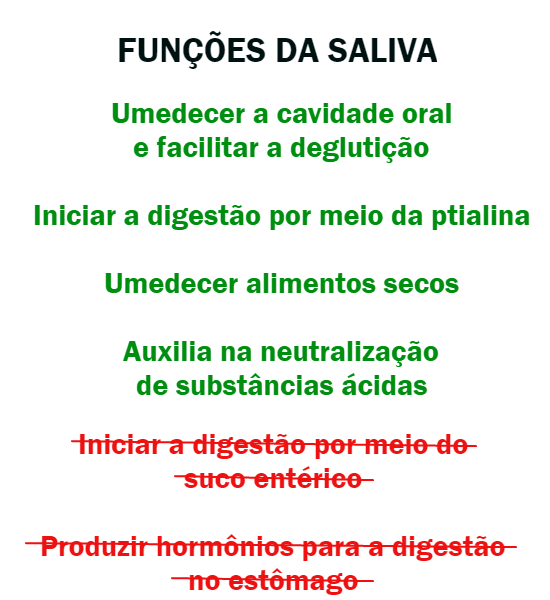 FUNÇÕES DA SALIVA
Umedecer a cavidade oral
e facilitar a deglutição
Iniciar a digestão por meio da ptialina
Umedecer alimentos secos
Auxilia na neutralização
de substâncias ácidas
Iniciar a digestão por meio do
suco entérico
Produzir hormônios para a digestão
no estômago